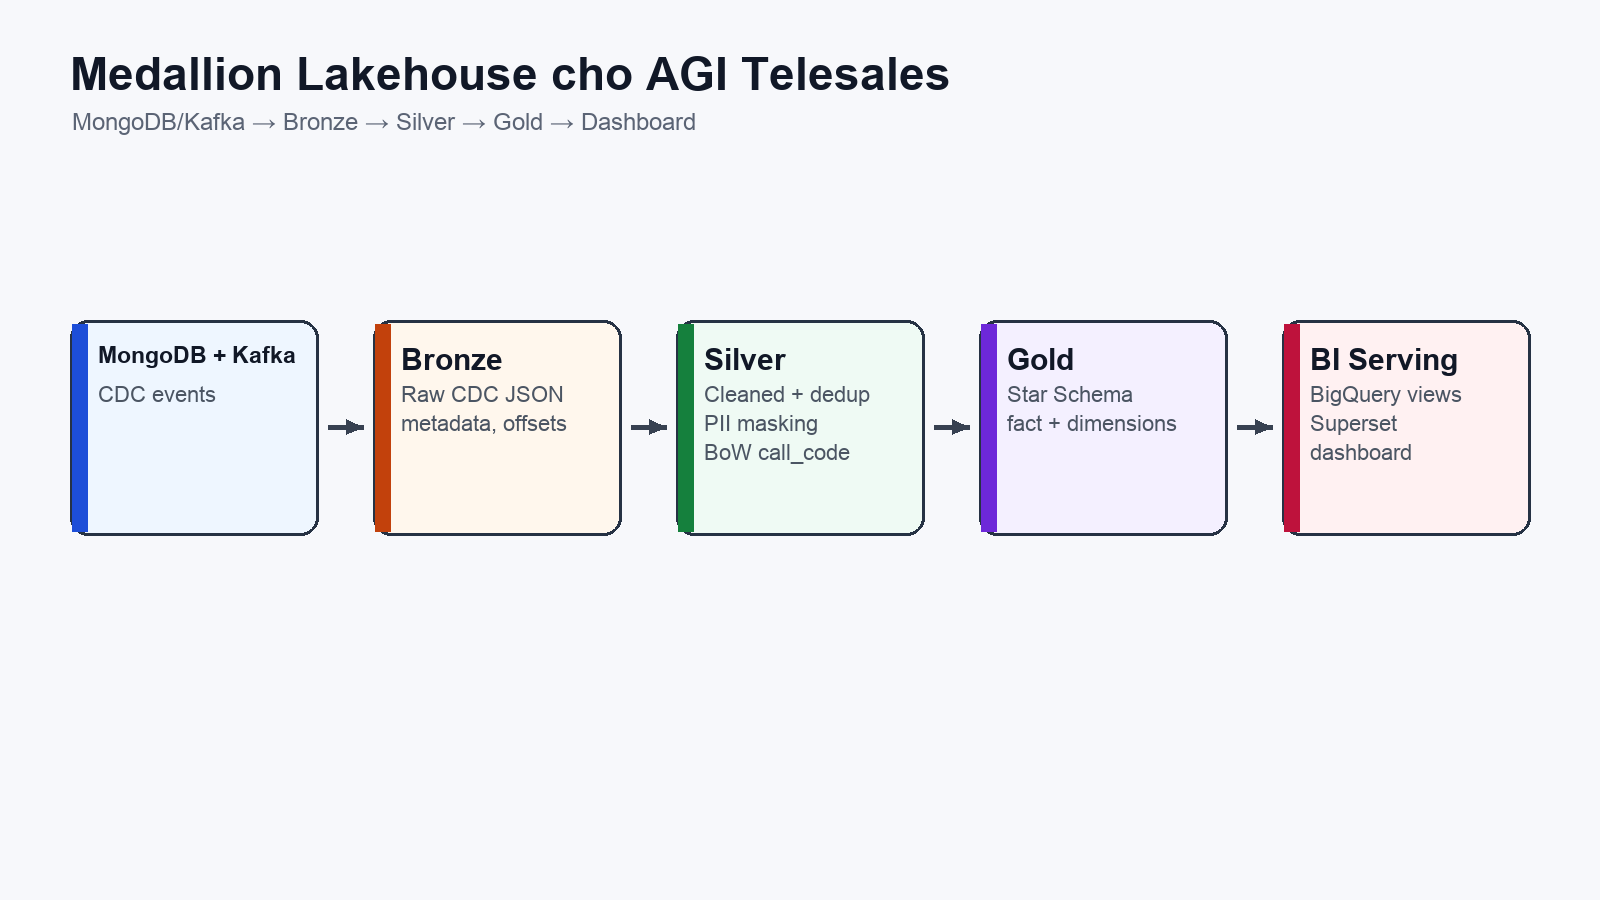 Medallion Lakehouse cho AGI Telesales
MongoDB/Kafka → Bronze → Silver → Gold → Dashboard
MongoDB + Kafka
CDC events
Bronze
Raw CDC JSON
metadata, offsets
Silver
Cleaned + dedup
PII masking
BoW call_code
Gold
Star Schema
fact + dimensions
BI Serving
BigQuery views
Superset
dashboard